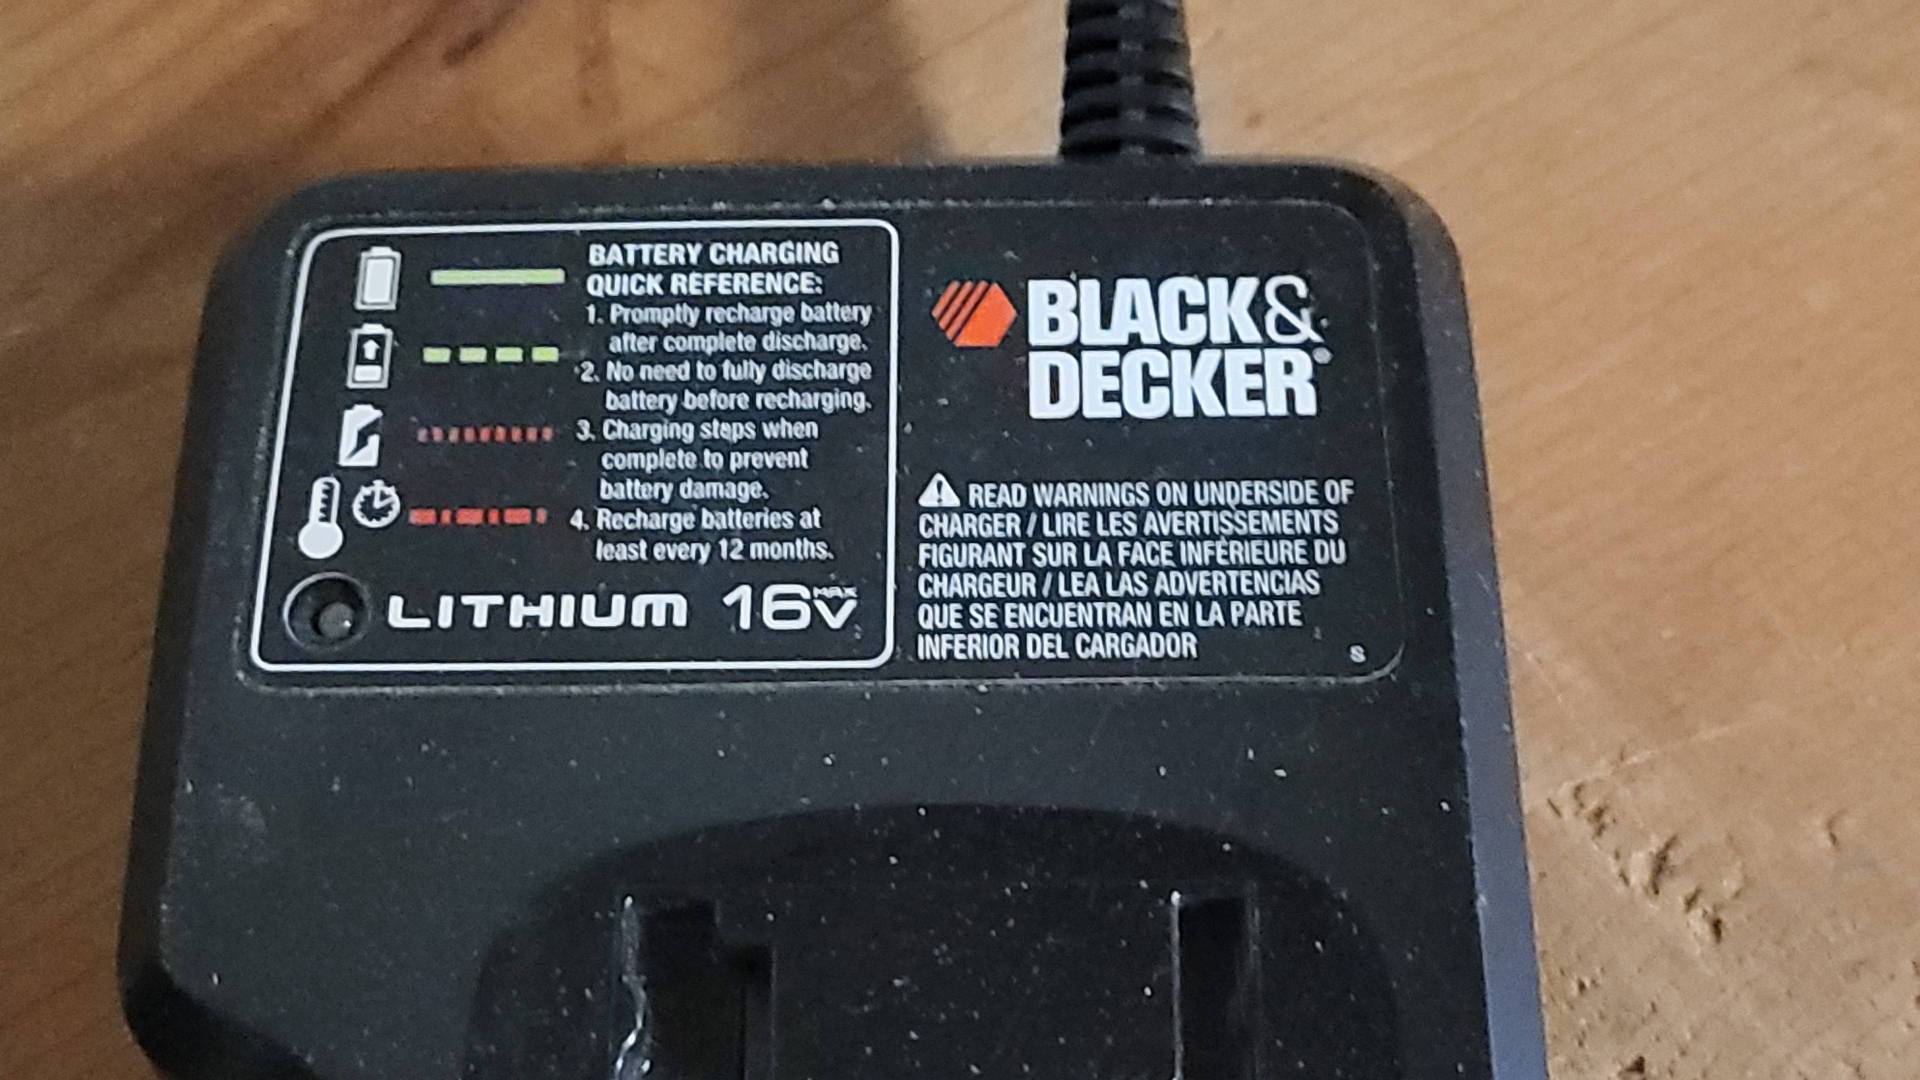 BATTERY CHARGING
QUICK REFERENCE:
1. Promptly recharge battery
after complete discharge.
2. No need to fully discharge
battery before recharging.
3. Charging stops when
complete to prevent
battery damage.
4. Recharge batteries at
least every 12 months.
LITHIUM 16V MAX
BLACK&
DECKER®
READ WARNINGS ON UNDERSIDE OF
CHARGER / LIRE LES AVERTISSEMENTS
FIGURANT SUR LA FACE INFÉRIEURE DU
CHARGEUR / LEA LAS ADVERTENCIAS
QUE SE ENCUENTRAN EN LA PARTE
INFERIOR DEL CARGADOR
S